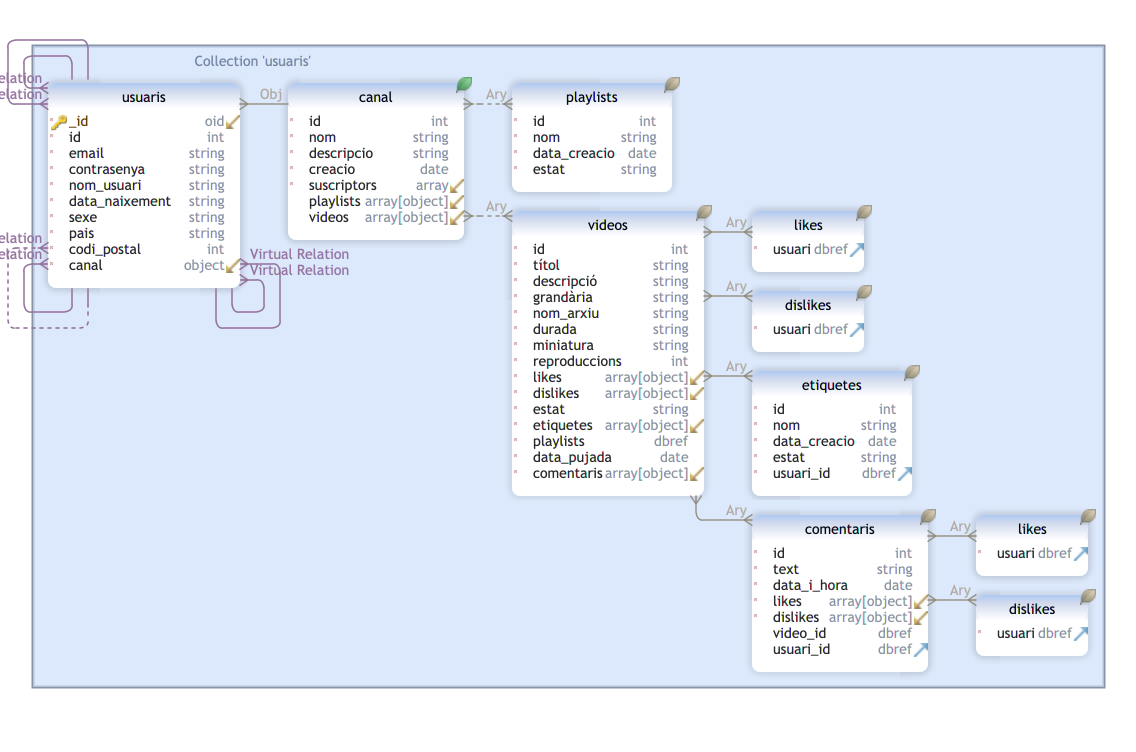 Collection 'usuaris'
elation
elation
usuaris
_id oid
id int
email string
contrasenya string
nom_usuari string
data_naixement string
sexe string
pais string
codi_postal int
canal object
elation
elation
Virtual Relation
Virtual Relation
Obj
canal
id int
nom string
descripcio string
creacio date
suscriptors array
playlists array[object]
videos array[object]
Ary
playlists
id int
nom string
data_creacio date
estat string
Ary
videos
id int
títol string
descripció string
grandària string
nom_arxiu string
durada string
miniatura string
reproduccions int
likes array[object]
dislikes array[object]
estat string
etiquetes array[object]
playlists dbref
data_pujada date
comentaris array[object]
Ary
likes
usuari dbref
Ary
dislikes
usuari dbref
Ary
etiquetes
id int
nom string
data_creacio date
estat string
usuari_id dbref
Ary
comentaris
id int
text string
data_i_hora date
likes array[object]
dislikes array[object]
video_id dbref
usuari_id dbref
Ary
likes
usuari dbref
Ary
dislikes
usuari dbref